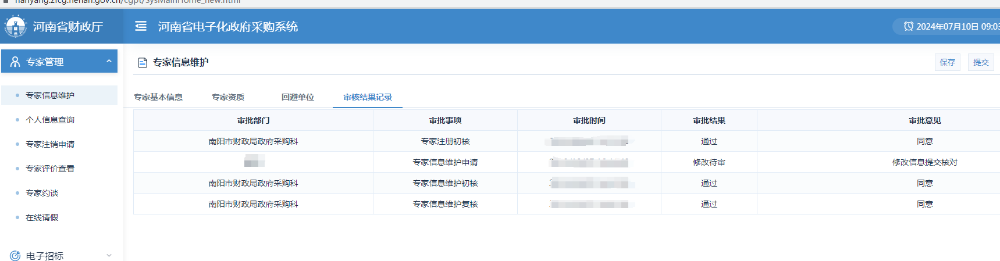 nanyang.zfcg.henan.gov.cn/cgpt/SysMainHome_new.html
河南省财政厅
河南省电子化政府采购系统
2024年07月10日 09:03
专家管理
专家信息维护
保存
提交
专家信息维护
个人信息查询
专家注销申请
专家评价查看
专家约谈
在线请假
电子招标
专家基本信息 专家资质 回避单位 审核结果记录
审批部门 审批事项 审批时间 审批结果 审批意见
南阳市财政局政府采购科 专家注册初核 通过 同意
专家信息维护申请 修改待审 修改信息提交核对
南阳市财政局政府采购科 专家信息维护初核 通过 同意
南阳市财政局政府采购科 专家信息维护复核 通过 同意